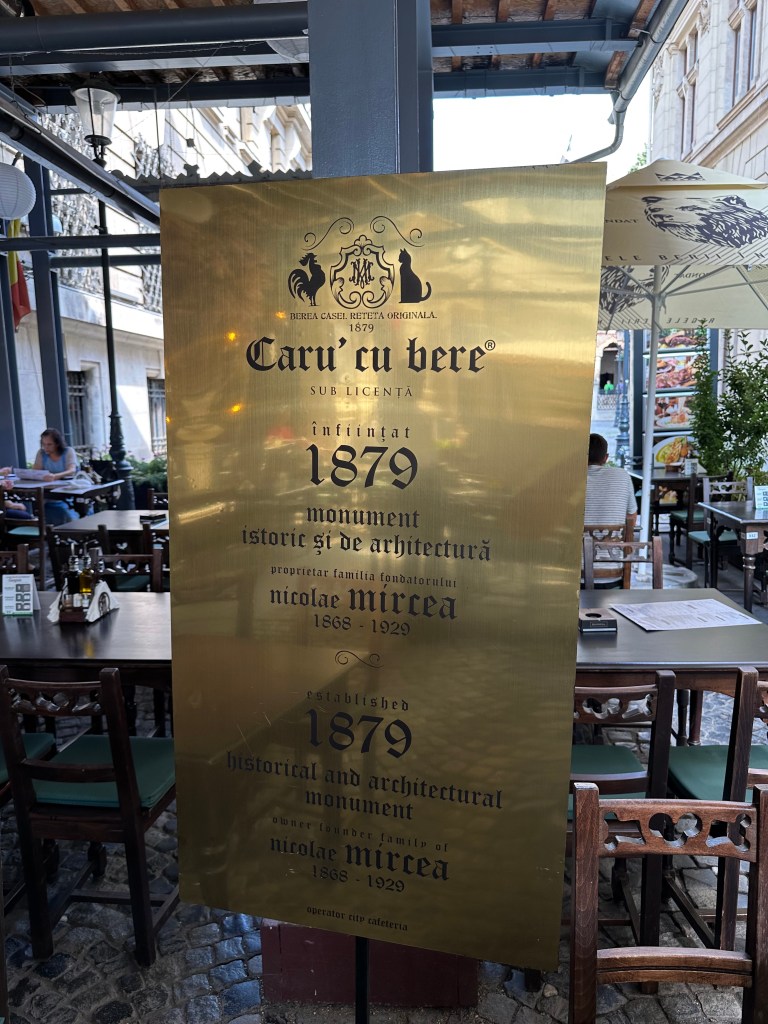 BEREA CASEI. REȚETA ORIGINALA.
1879
Caru' cu bere®
SUB LICENȚĂ
înființat
1879
monument
istoric și de arhitectură
proprietar familia fondatorului
nicolae mircea
1868 - 1929
established
1879
historical and architectural
monument
owner founder family of
nicolae mircea
1868 - 1929
operator city cafeteria